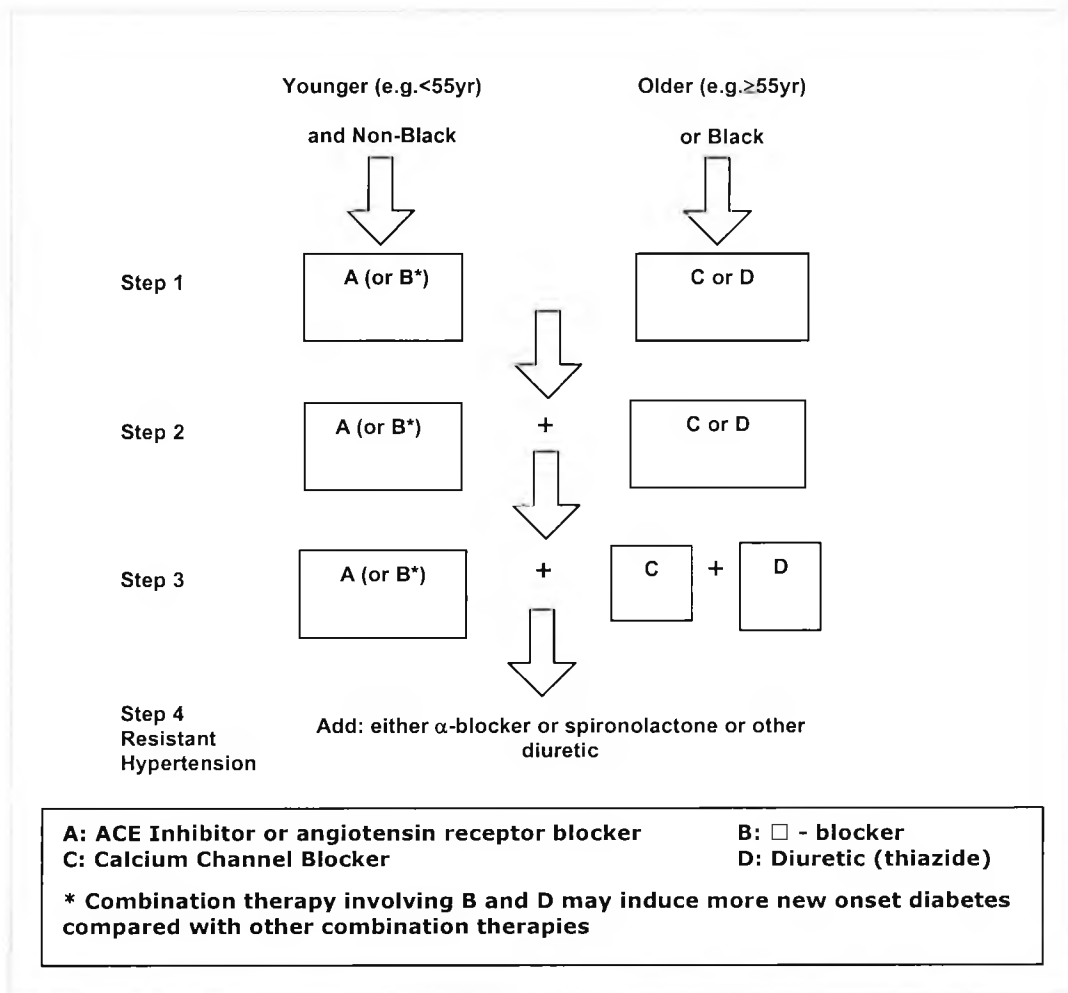 Younger (e.g.<55yr)
and Non-Black
Older (e.g.≥55yr)
or Black
Step 1
A (or B*)
C or D
Step 2
A (or B*)
+
C or D
Step 3
A (or B*)
+
C
+
D
Step 4
Resistant
Hypertension
Add: either α-blocker or spironolactone or other
diuretic
A: ACE Inhibitor or angiotensin receptor blocker
B: □ - blocker
C: Calcium Channel Blocker
D: Diuretic (thiazide)
* Combination therapy involving B and D may induce more new onset diabetes
compared with other combination therapies